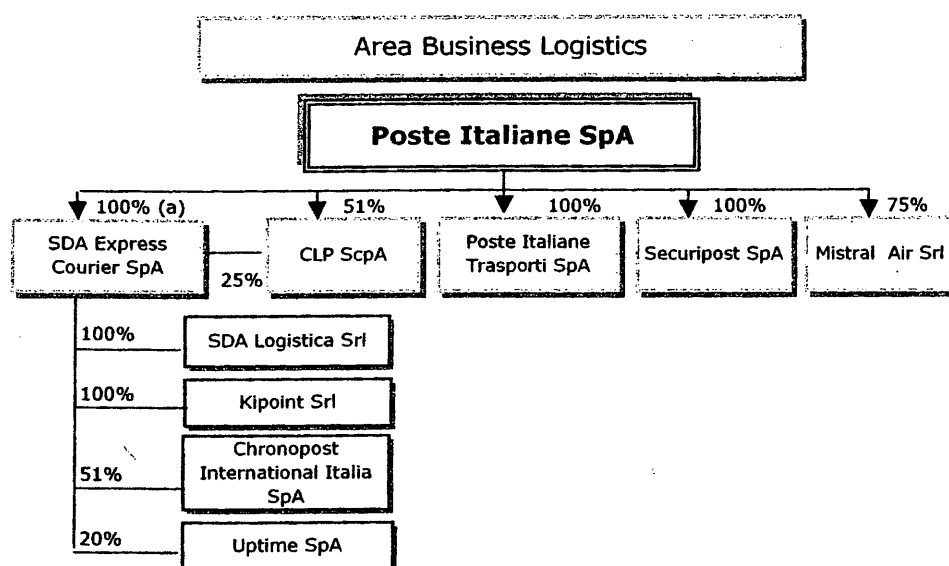 Area Business Logistics
Poste Italiane SpA
100% (a)
51%
100%
100%
75%
SDA Express
Courier SpA
25%
CLP ScpA
Poste Italiane
Trasporti SpA
Securipost SpA
Mistral Air Srl
100%
SDA Logistica Srl
100%
Kipoint Srl
51%
Chronopost
International Italia
SpA
20%
Uptime SpA